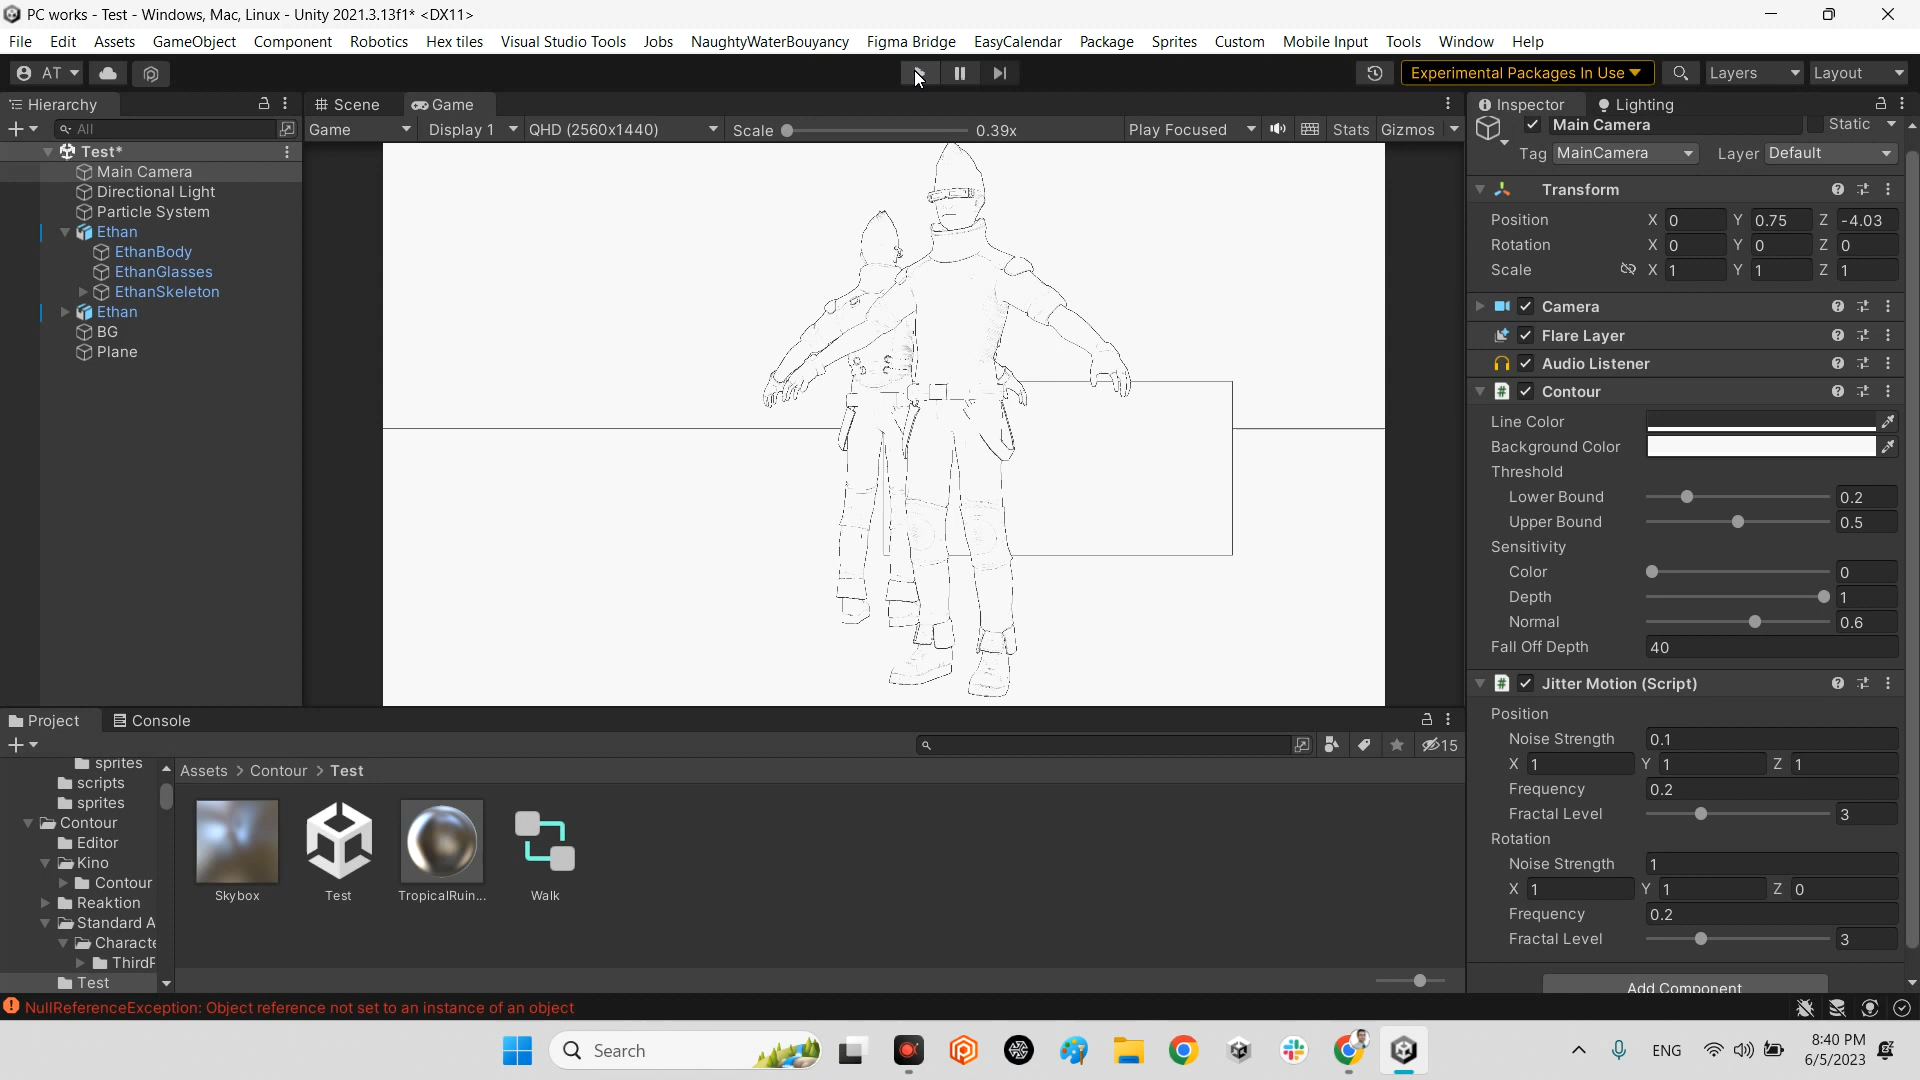 PC works - Test - Windows, Mac, Linux - Unity 2021.3.13f1* <DX11>
File Edit Assets GameObject Component Robotics Hex tiles Visual Studio Tools Jobs NaughtyWaterBouyancy Figma Bridge EasyCalendar Package Sprites Custom Mobile Input Tools Window Help
AT Experimental Packages In Use Layers Layout
Hierarchy
All
Test*
Main Camera
Directional Light
Particle System
Ethan
EthanBody
EthanGlasses
EthanSkeleton
Ethan
BG
Plane
Scene Game
Game Display 1 QHD (2560x1440) Scale 0.39x Play Focused Stats Gizmos
Inspector Lighting
Main Camera Static
Tag MainCamera Layer Default
Transform
Position X 0 Y 0.75 Z -4.03
Rotation X 0 Y 0 Z 0
Scale X 1 Y 1 Z 1
Camera
Flare Layer
Audio Listener
Contour
Line Color
Background Color
Threshold
Lower Bound 0.2
Upper Bound 0.5
Sensitivity
Color 0
Depth 1
Normal 0.6
Fall Off Depth 40
Jitter Motion (Script)
Position
Noise Strength 0.1
X 1 Y 1 Z 1
Frequency 0.2
Fractal Level 3
Rotation
Noise Strength 1
X 1 Y 1 Z 0
Frequency 0.2
Fractal Level 3
Add Component
Project Console
15
sprites
scripts
sprites
Contour
Editor
Kino
Contour
Reaktion
Standard A
Characte
ThirdF
Test
Assets > Contour > Test
Skybox Test TropicalRuin... Walk
NullReferenceException: Object reference not set to an instance of an object
Search
ENG
8:40 PM
6/5/2023